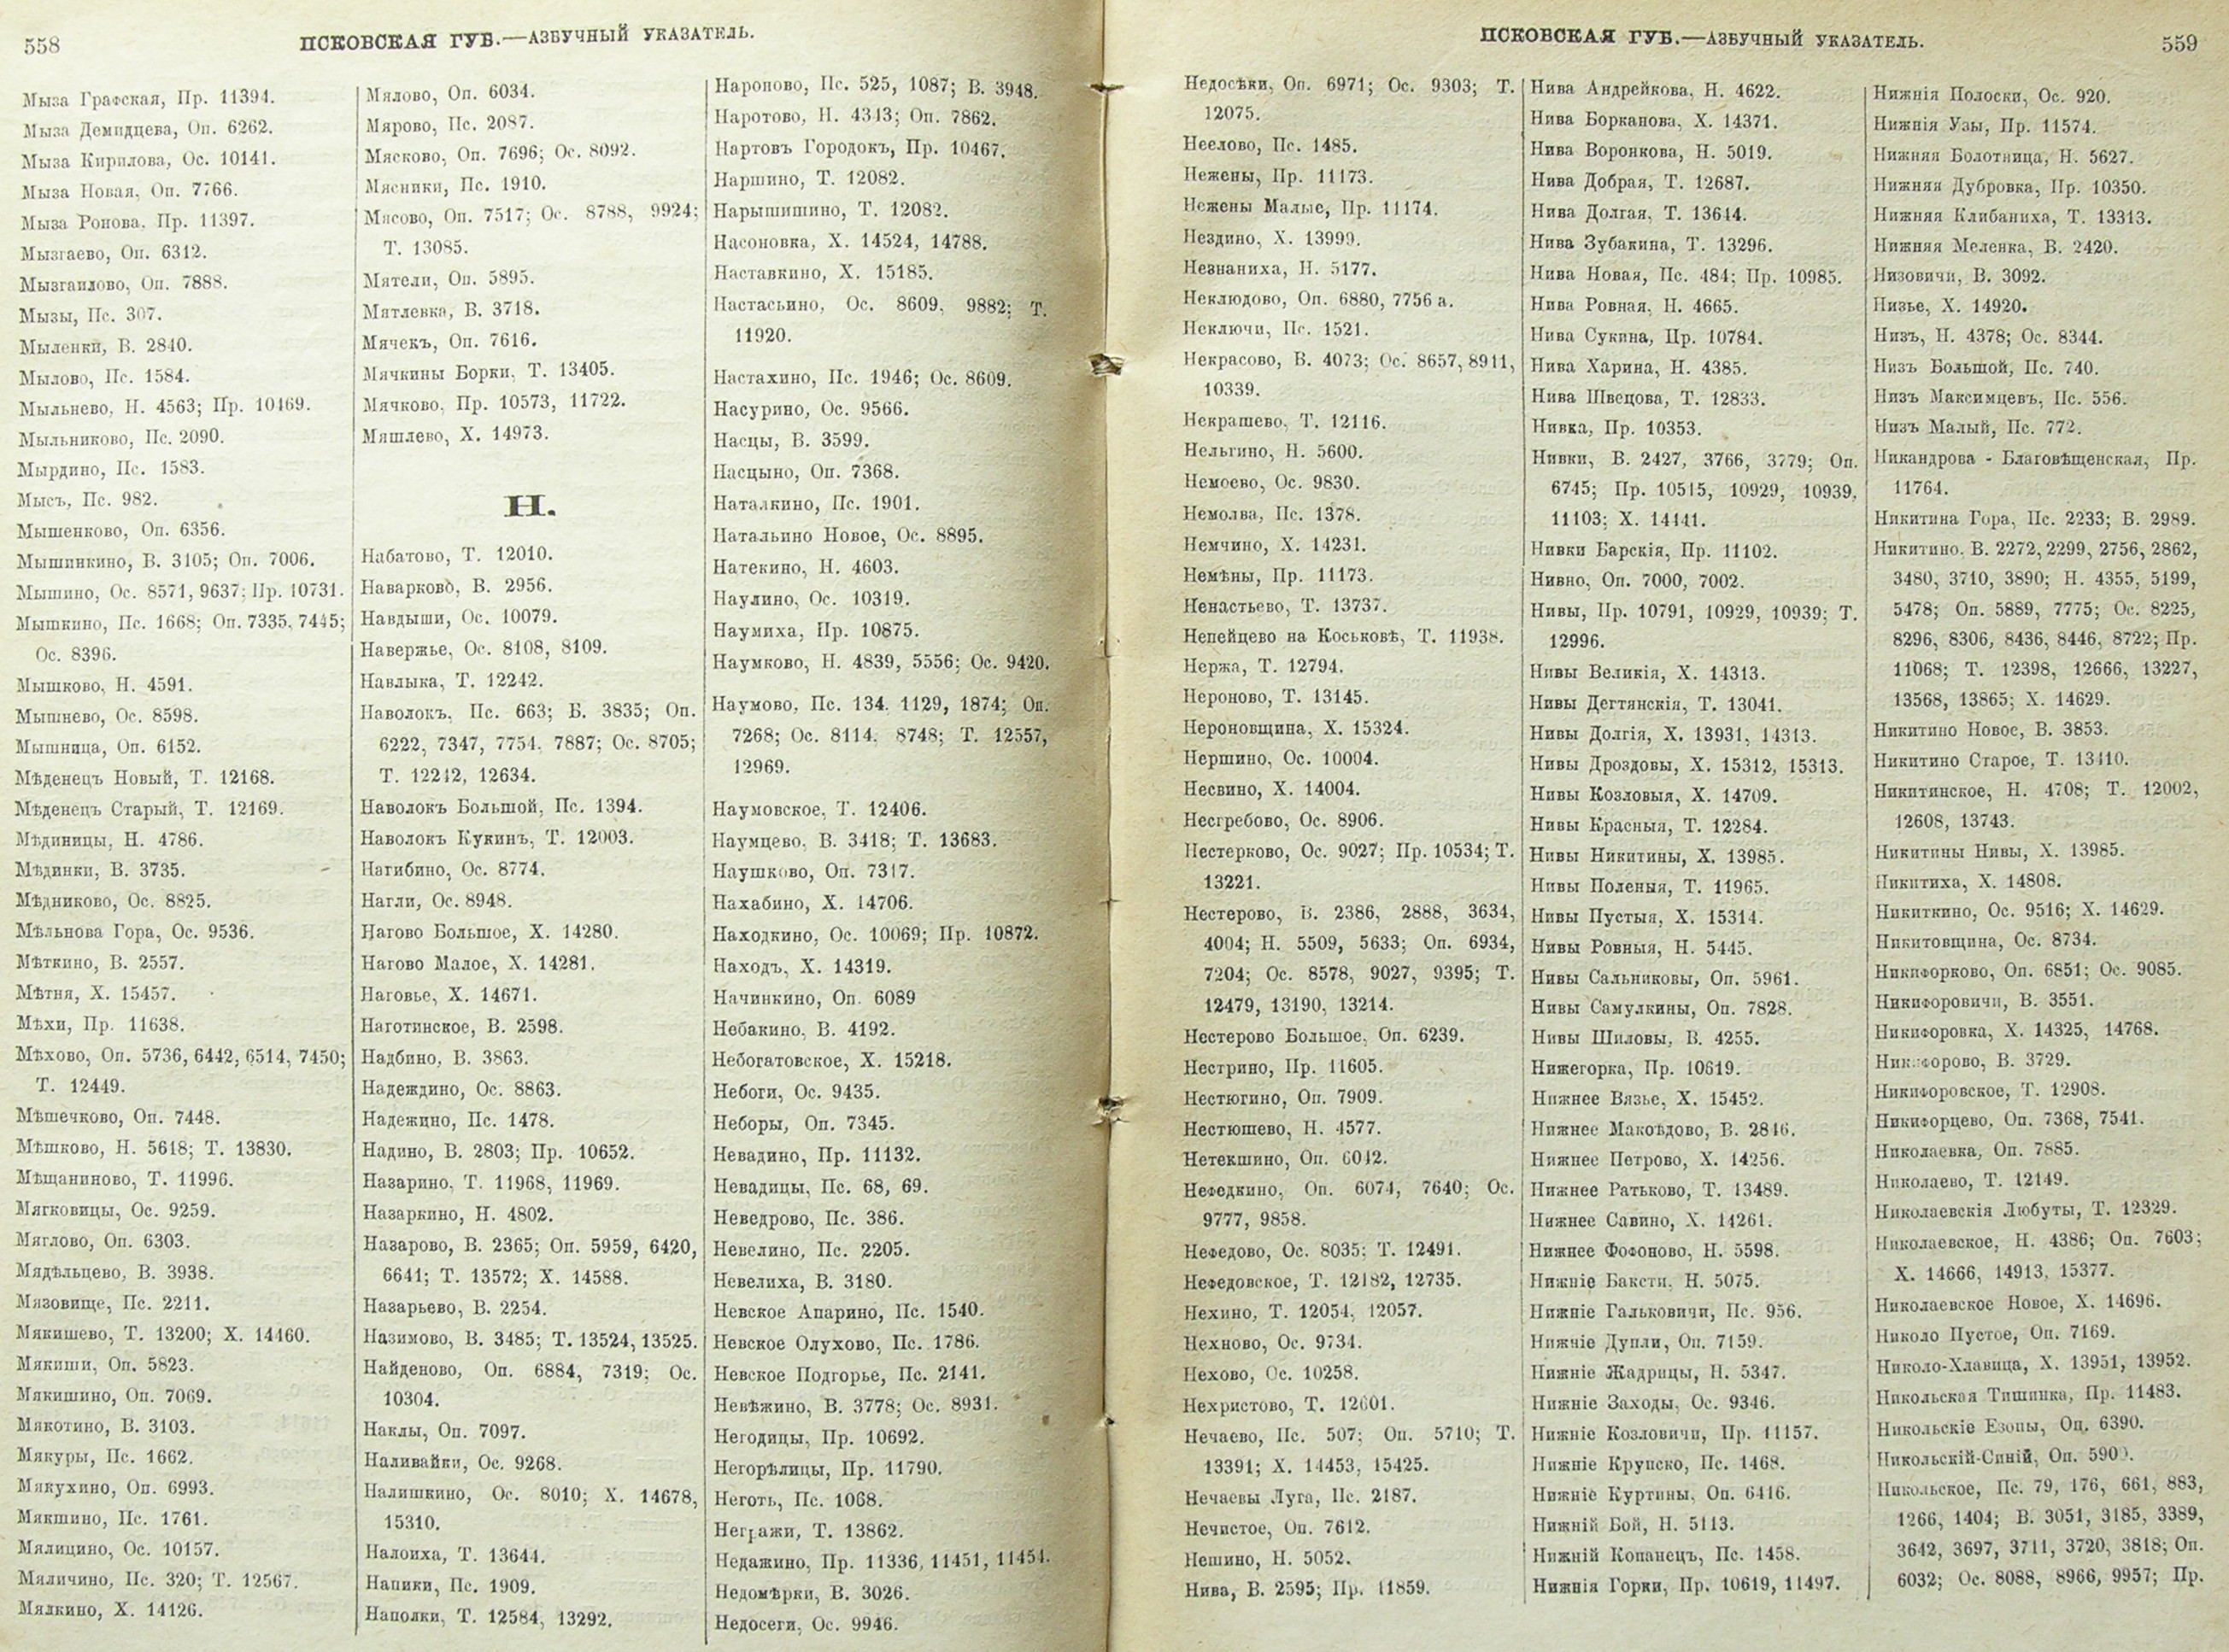 558
ПСКОВСКАЯ ГУБ.—АЗБУЧНЫЙ УКАЗАТЕЛЬ.
Мыза Графская, Пр. 11394.
Мыза Демидцева, Оп. 6262.
Мыза Кирилова, Ос. 10141.
Мыза Новая, Оп. 7766.
Мыза Ронова, Пр. 11397.
Мызгаево, Оп. 6312.
Мызгаилово, Оп. 7888.
Мызы, Пс. 307.
Мыленки, В. 2840.
Мылово, Пс. 1584.
Мыльнево, Н. 4563; Пр. 10469.
Мыльниково, Пс. 2090.
Мырдино, Пс. 1583.
Мысъ, Пс. 982.
Мышенково, Оп. 6356.
Мышинкино, В. 3105; Оп. 7006.
Мышино, Ос. 8571, 9637; Пр. 10731.
Мышкино, Пс. 1668; Оп. 7335, 7445;
Ос. 8396.
Мышково, Н. 4591.
Мышнево, Ос. 8598.
Мышница, Оп. 6152.
Мѣденецъ Новый, Т. 12168.
Мѣденецъ Старый, Т. 12169.
Мѣдиницы, Н. 4786.
Мѣдинки, В. 3735.
Мѣдниково, Ос. 8825.
Мѣльнова Гора, Ос. 9536.
Мѣткино, В. 2557.
Мѣтня, Х. 15457.
Мѣхи, Пр. 11638.
Мѣхово, Оп. 5736, 6442, 6514, 7450;
Т. 12449.
Мѣшечково, Оп. 7448.
Мѣшково, Н. 5618; Т. 13830.
Мѣщаниново, Т. 11996.
Мягковицы, Ос. 9259.
Мяглово, Оп. 6303.
Мядѣльцево, В. 3938.
Мязовище, Пс. 2211.
Мякишево, Т. 13200; Х. 14460.
Мякиши, Оп. 5823.
Мякишино, Оп. 7069.
Мякотино, В. 3103.
Мякуры, Пс. 1662.
Мякухино, Оп. 6993.
Мякшино, Пс. 1761.
Мялицино, Ос. 10157.
Мяличино, Пс. 320; Т. 12567.
Мялкино, Х. 14126.
Мялово, Оп. 6034.
Мярово, Пс. 2087.
Мясково, Оп. 7696; Ос. 8092.
Мясники, Пс. 1910.
Мясово, Оп. 7517; Ос. 8788, 9924;
Т. 13085.
Мятели, Оп. 5895.
Мятлевка, В. 3718.
Мячекъ, Оп. 7616.
Мячкины Борки, Т. 13405.
Мячково, Пр. 10573, 11722.
Мяшлево, Х. 14973.
Н.
Набатово, Т. 12010.
Наварково, В. 2956.
Навдыши, Ос. 10079.
Навержье, Ос. 8108, 8109.
Навлыка, Т. 12242.
Наволокъ, Пс. 663; Б. 3835; Оп.
6222, 7347, 7754, 7887; Ос. 8705;
Т. 12212, 12634.
Наволокъ Большой, Пс. 1394.
Наволокъ Кукинъ, Т. 12003.
Нагибино, Ос. 8774.
Нагли, Ос. 8948.
Нагово Большое, Х. 14280.
Нагово Малое, Х. 14281.
Наговье, Х. 14671.
Наготинское, В. 2598.
Надбино, В. 3863.
Надеждино, Ос. 8863.
Надежино, Пс. 1478.
Надино, В. 2803; Пр. 10652.
Назарино, Т. 11968, 11969.
Назаркино, Н. 4802.
Назарово, В. 2365; Оп. 5959, 6420,
6641; Т. 13572; Х. 14588.
Назарьево, В. 2254.
Назимово, В. 3485; Т. 13524, 13525.
Найденово, Оп. 6884, 7319; Ос.
10304.
Наклы, Оп. 7097.
Наливайки, Ос. 9268.
Налишкино, Ос. 8010; Х. 14678,
15310.
Налоиха, Т. 13644.
Напики, Пс. 1909.
Наполки, Т. 12584, 13292.
Наропово, Пс. 525, 1087; В. 3948.
Наротово, Н. 4313; Оп. 7862.
Нартовъ Городокъ, Пр. 10467.
Наршино, Т. 12082.
Нарышишино, Т. 12082.
Насоновка, Х. 14524, 14788.
Наставкино, Х. 15185.
Настасьино, Ос. 8609, 9882; Т.
11920.
Настахино, Пс. 1946; Ос. 8609.
Насурино, Ос. 9566.
Насцы, В. 3599.
Насцыно, Оп. 7368.
Наталкино, Пс. 1901.
Натальино Новое, Ос. 8895.
Натекино, Н. 4603.
Наулино, Ос. 10319.
Наумиха, Пр. 10875.
Наумково, Н. 4839, 5556; Ос. 9420.
Наумово, Пс. 134, 1129, 1874; Оп.
7268; Ос. 8114, 8748; Т. 12557,
12969.
Наумовское, Т. 12406.
Наумцево, В. 3418; Т. 13683.
Наушково, Оп. 7317.
Нахабино, Х. 14706.
Находкино, Ос. 10069; Пр. 10872.
Находъ, Х. 14319.
Начинкино, Оп. 6089
Небакино, В. 4192.
Небогатовское, Х. 15218.
Небоги, Ос. 9435.
Неборы, Оп. 7345.
Невадино, Пр. 11132.
Невадицы, Пс. 68, 69.
Неведрово, Пс. 386.
Невелино, Пс. 2205.
Невелиха, В. 3180.
Невское Апарино, Пс. 1540.
Невское Олухово, Пс. 1786.
Невское Подгорье, Пс. 2141.
Невѣжино, В. 3778; Ос. 8931.
Негодицы, Пр. 10692.
Негорѣлицы, Пр. 11790.
Неготь, Пс. 1068.
Т. 13862.
Недажино, Пр. 11336, 11451, 11454.
Недомѣрки, В. 3026.
Недосеги, Ос. 9946.
ПСКОВСКАЯ ГУБ.—АЗБУЧНЫЙ УКАЗАТЕЛЬ.
559
Недосѣки, Оп. 6971; Ос. 9303; Т.
12075.
Неелово, Пс. 1485.
Нежены, Пр. 11173.
Нежены Малые, Пр. 11174.
Нездино, Х. 13999.
Незнаниха, Н. 5177.
Неклюдово, Оп. 6880, 7756 а.
Неключи, Пс. 1521.
Некрасово, В. 4073; Ос. 8657, 8911,
10339.
Некрашево, Т. 12116.
Нельгино, Н. 5600.
Немоево, Ос. 9830.
Немолва, Пс. 1378.
Немчино, Х. 14231.
Немѣны, Пр. 11173.
Ненастьево, Т. 13737.
Непейцево на Коськовѣ, Т. 11938.
Нержа, Т. 12794.
Нероново, Т. 13145.
Нероновщина, Х. 15324.
Нершино, Ос. 10004.
Несвино, Х. 14004.
Несгребово, Ос. 8906.
Нестерково, Ос. 9027; Пр. 10534; Т.
13221.
Нестерово, В. 2386, 2888, 3634,
4004; Н. 5509, 5633; Оп. 6934,
7204; Ос. 8578, 9027, 9395; Т.
12479, 13190, 13214.
Нестерово Большое, Оп. 6239.
Нестрино, Пр. 11605.
Нестюгино, Оп. 7909.
Нестюшево, Н. 4577.
Нетекшино, Оп. 6042.
Нефедкино, Оп. 6074, 7640; Ос.
9777, 9858.
Нефедово, Ос. 8035; Т. 12491.
Нефедовское, Т. 12182, 12735.
Нехино, Т. 12054, 12057.
Нехново, Ос. 9734.
Нехово, Ос. 10258.
Нехристово, Т. 12601.
Нечаево, Пс. 507; Оп. 5710; Т.
13391; Х. 14453, 15425.
Нечаевы Луга, Пс. 2187.
Нечистое, Оп. 7612.
Нешино, Н. 5052.
Нива, В. 2595; Пр. 11859.
Нива Андрейкова, Н. 4622.
Нива Борканова, Х. 14371.
Нива Воронкова, Н. 5019.
Нива Добрая, Т. 12687.
Нива Долгая, Т. 13644.
Нива Зубакина, Т. 13296.
Нива Новая, Пс. 484; Пр. 10985.
Нива Ровная, Н. 4665.
Нива Сукина, Пр. 10784.
Нива Харина, Н. 4385.
Нива Швецова, Т. 12833.
Нивка, Пр. 10353.
Нивки, В. 2427, 3766, 3779; Оп.
6745; Пр. 10515, 10929, 10939,
11103; Х. 14141.
Нивки Барскія, Пр. 11102.
Нивно, Оп. 7000, 7002.
Нивы, Пр. 10791, 10929, 10939; Т.
12996.
Нивы Великія, Х. 14313.
Нивы Дегтянскія, Т. 13041.
Нивы Долгія, Х. 13931, 14313.
Нивы Дроздовы, Х. 15312, 15313.
Нивы Козловыя, Х. 14709.
Нивы Красныя, Т. 12284.
Нивы Никитины, Х. 13985.
Нивы Поленыя, Т. 11965.
Нивы Пустыя, Х. 15314.
Нивы Ровныя, Н. 5445.
Нивы Сальниковы, Оп. 5961.
Нивы Самулкины, Оп. 7828.
Нивы Шиловы, В. 4255.
Нижегорка, Пр. 10619.
Нижнее Вязье, Х. 15452.
Нижнее Макоѣдово, В. 2846.
Нижнее Петрово, Х. 14256.
Нижнее Ратьково, Т. 13489.
Нижнее Савино, Х. 14261.
Нижнее Фофоново, Н. 5598.
Нижніе Баксти, Н. 5075.
Нижніе Гальковичи, Пс. 956.
Нижніе Дупли, Оп. 7159.
Нижніе Жадрицы, Н. 5347.
Нижніе Заходы, Ос. 9346.
Нижніе Козловичи, Пр. 11157.
Нижніе Крупско, Пс. 1468.
Нижніе Куртины, Оп. 6416.
Нижній Бой, Н. 5113.
Нижній Копанецъ, Пс. 1458.
Нижнія Горки, Пр. 10619, 11497.
Нижнія Полоски, Ос. 920.
Нижнія Узы, Пр. 11574.
Нижняя Болотница, Н. 5627.
Нижняя Дубровка, Пр. 10350.
Нижняя Клибаниха, Т. 13313.
Нижняя Меленка, В. 2420.
Низовичи, В. 3092.
Низье, Х. 14920.
Низъ, Н. 4378; Ос. 8344.
Низъ Большой, Пс. 740.
Низъ Максимцевъ, Пс. 556.
Низъ Малый, Пс. 772.
Никандрова - Благовѣщенская, Пр.
11764.
Никитина Гора, Пс. 2233; В. 2989.
Никитино, В. 2272, 2299, 2756, 2862,
3480, 3710, 3890; Н. 4355, 5199,
5478; Оп. 5889, 7775; Ос. 8225,
8296, 8306, 8436, 8446, 8722; Пр.
11068; Т. 12398, 12666, 13227,
13568, 13865; Х. 14629.
Никитино Новое, В. 3853.
Никитино Старое, Т. 13410.
Никитинское, Н. 4708; Т. 12002,
12608, 13743.
Никитины Нивы, Х. 13985.
Никитиха, Х. 14808.
Никиткино, Ос. 9516; Х. 14629.
Никитовщина, Ос. 8734.
Никифорково, Оп. 6851; Ос. 9085.
Никифоровичи, В. 3551.
Никифоровка, Х. 14325, 14768.
Никифорово, В. 3729.
Никифоровское, Т. 12908.
Никифорцево, Оп. 7368, 7541.
Николаевка, Оп. 7885.
Николаево, Т. 12149.
Николаевскія Любуты, Т. 12329.
Николаевское, Н. 4386; Оп. 7603;
Х. 14666, 14913, 15377.
Николаевское Новое, Х. 14696.
Николо Пустое, Оп. 7169.
Николо-Хлавица, Х. 13951, 13952.
Никольская Тишинка, Пр. 11483.
Никольскіе Езопы, Оп. 6390.
Никольскій-Синій, Оп.
Никольское, Пс. 79, 176, 661, 883,
1266, 1404; В. 3051, 3185, 3389,
3642, 3697, 3711, 3720, 3818; Оп.
6032; Ос. 8088, 8966, 9957; Пр.